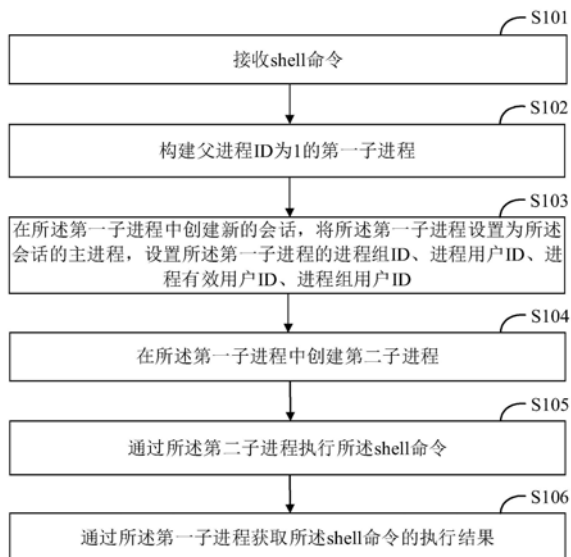 S101
接收shell命令
S102
构建父进程ID为1的第一子进程
S103
在所述第一子进程中创建新的会话，将所述第一子进程设置为所述
会话的主进程，设置所述第一子进程的进程组ID、进程用户ID、进
程有效用户ID、进程组用户ID
S104
在所述第一子进程中创建第二子进程
S105
通过所述第二子进程执行所述shell命令
S106
通过所述第一子进程获取所述shell命令的执行结果